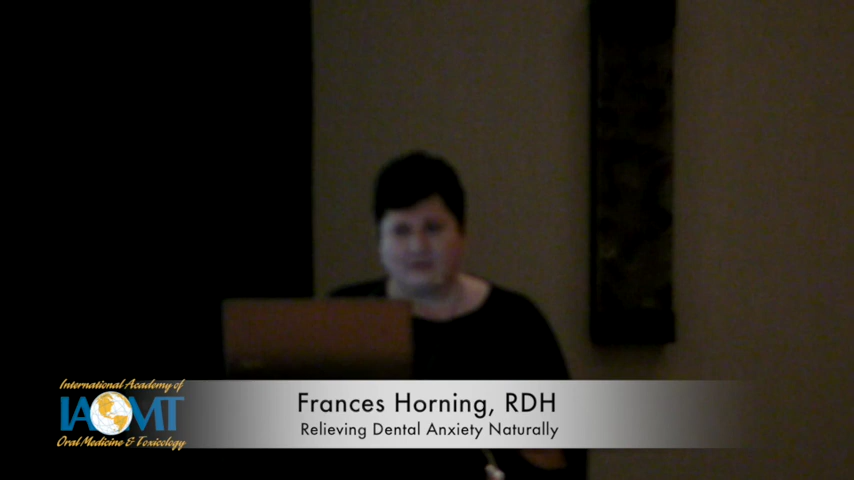 International Academy of
IAOMT
Oral Medicine & Toxicology
Frances Horning, RDH
Relieving Dental Anxiety Naturally